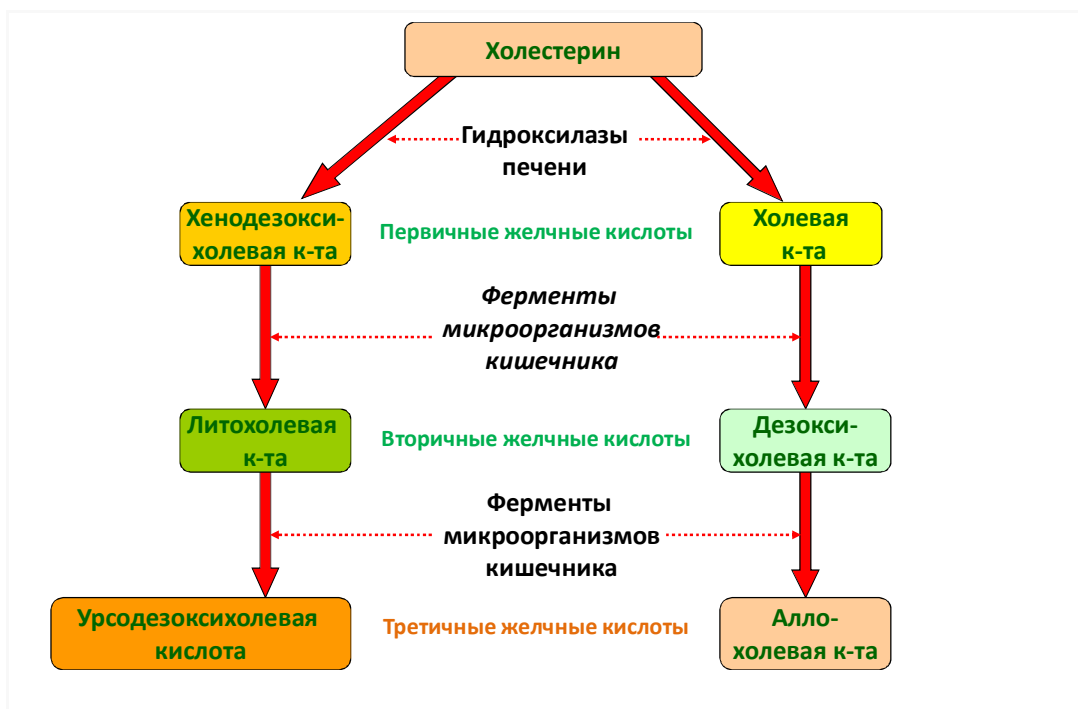 Холестерин
Гидроксилазы
печени
Хенодезокси-
холевая к-та
Первичные желчные кислоты
Холевая
к-та
Ферменты
микроорганизмов
кишечника
Литохолевая
к-та
Вторичные желчные кислоты
Дезокси-
холевая к-та
Ферменты
микроорганизмов
кишечника
Урсодезоксихолевая
кислота
Третичные желчные кислоты
Алло-
холевая к-та